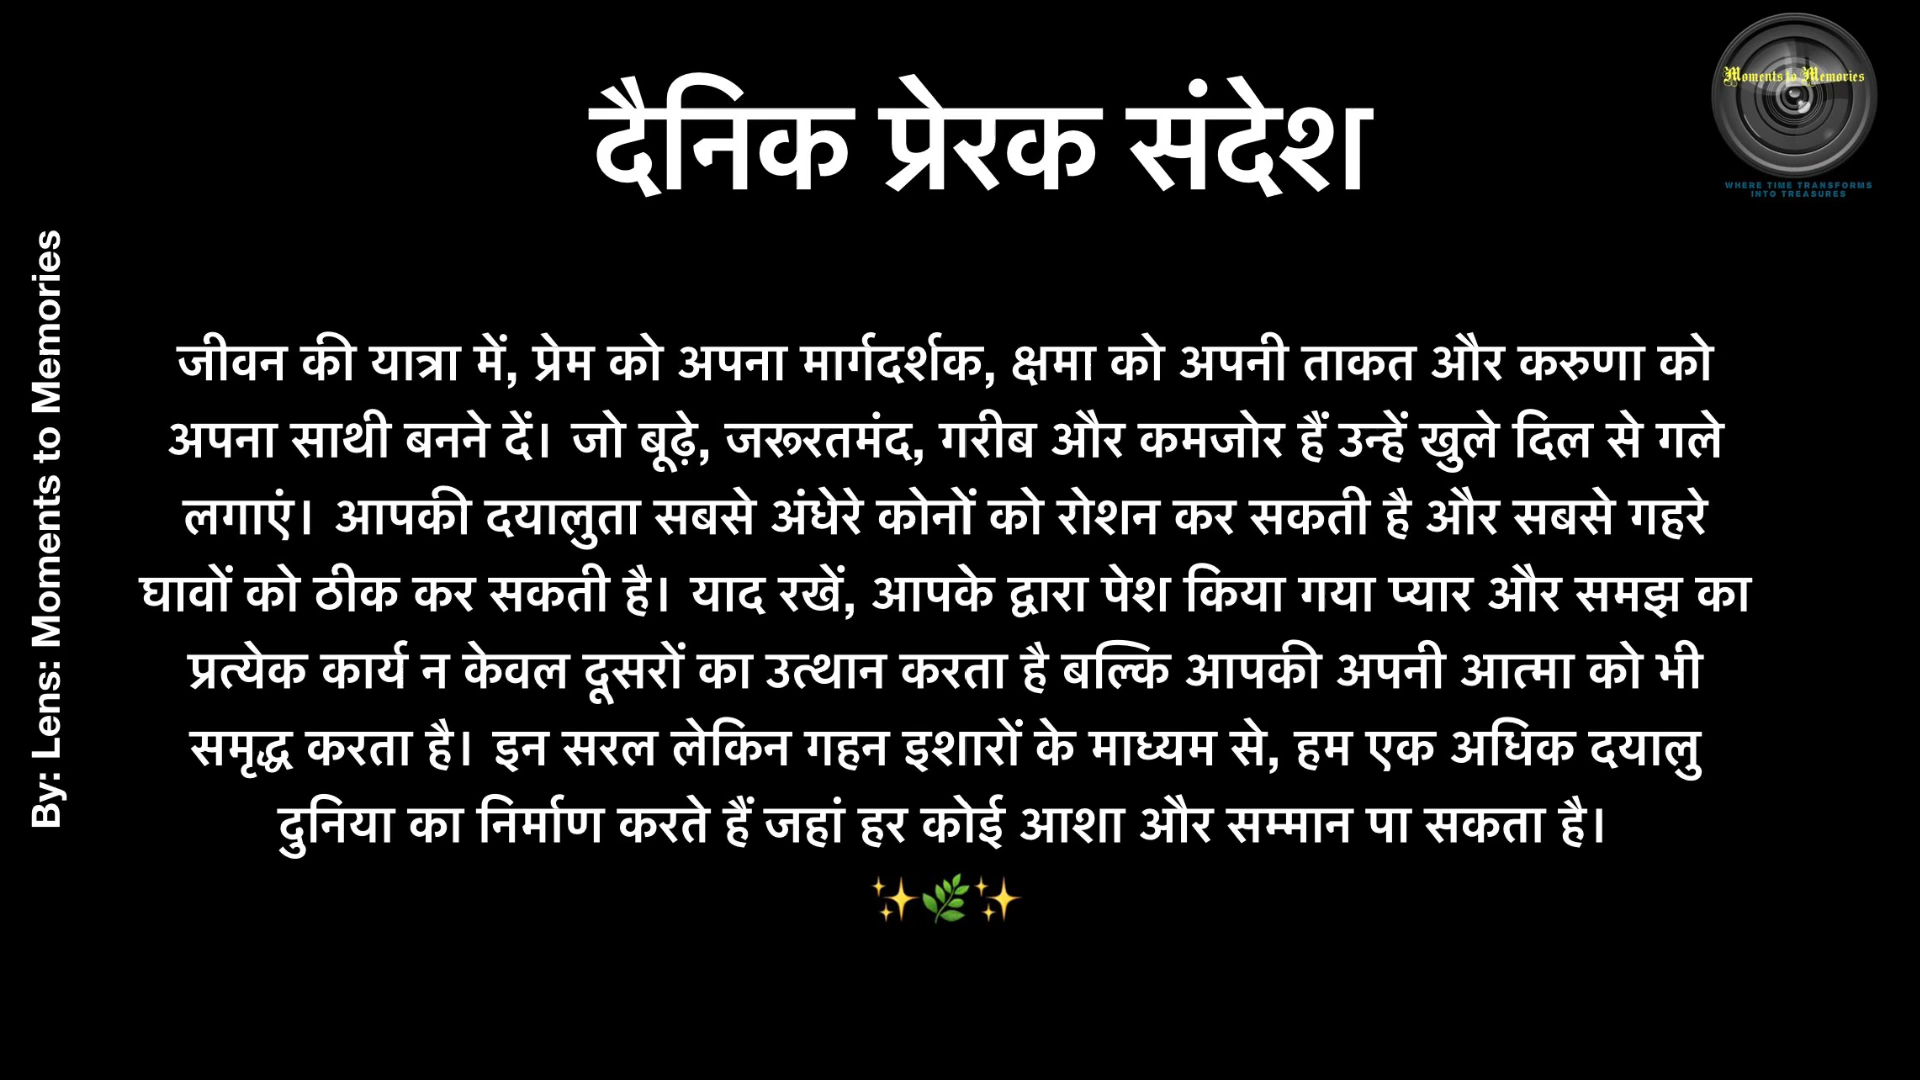 दैनिक प्रेरक संदेश
Moments to Memories
WHERE TIME TRANSFORMS
INTO TREASURES
By: Lens: Moments to Memories
जीवन की यात्रा में, प्रेम को अपना मार्गदर्शक, क्षमा को अपनी ताकत और करुणा को
अपना साथी बनने दें। जो बूढ़े, जरूरतमंद, गरीब और कमजोर हैं उन्हें खुले दिल से गले
लगाएं। आपकी दयालुता सबसे अंधेरे कोनों को रोशन कर सकती है और सबसे गहरे
घावों को ठीक कर सकती है। याद रखें, आपके द्वारा पेश किया गया प्यार और समझ का
प्रत्येक कार्य न केवल दूसरों का उत्थान करता है बल्कि आपकी अपनी आत्मा को भी
समृद्ध करता है। इन सरल लेकिन गहन इशारों के माध्यम से, हम एक अधिक दयालु
दुनिया का निर्माण करते हैं जहां हर कोई आशा और सम्मान पा सकता है।
✨🌿✨